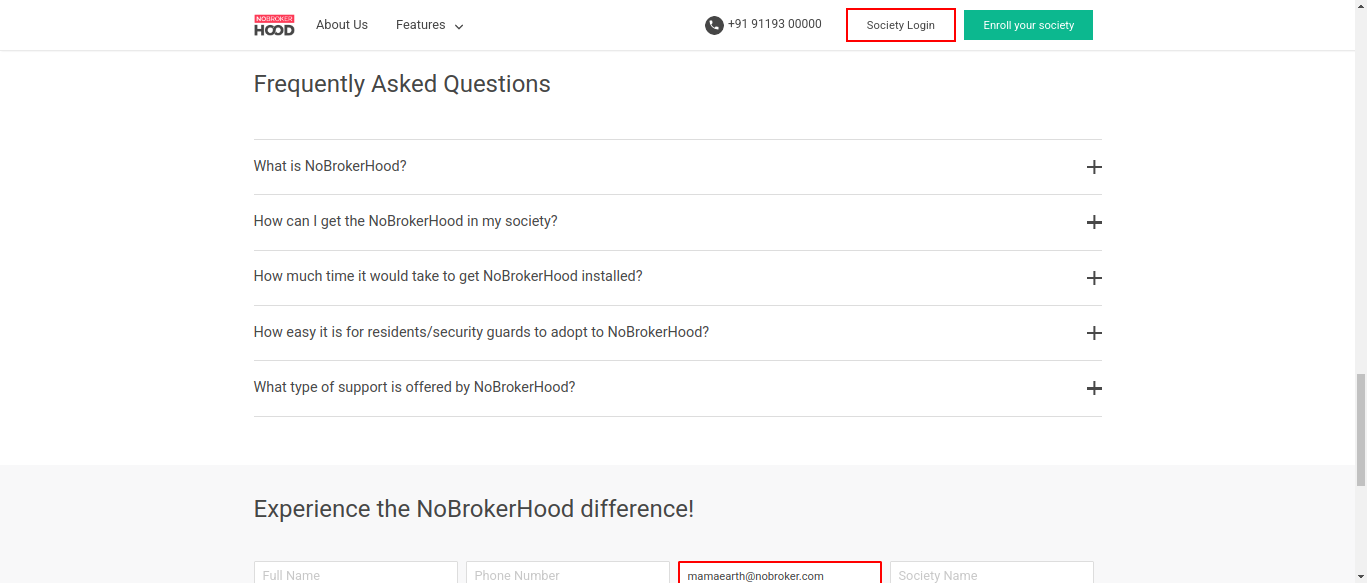 NOBROKER
HOOD
About Us
Features
+91 91193 00000
Society Login
Enroll your society
Frequently Asked Questions
What is NoBrokerHood?
How can I get the NoBrokerHood in my society?
How much time it would take to get NoBrokerHood installed?
How easy it is for residents/security guards to adopt to NoBrokerHood?
What type of support is offered by NoBrokerHood?
Experience the NoBrokerHood difference!
Full Name
Phone Number
mamaearth@nobroker.com
Society Name